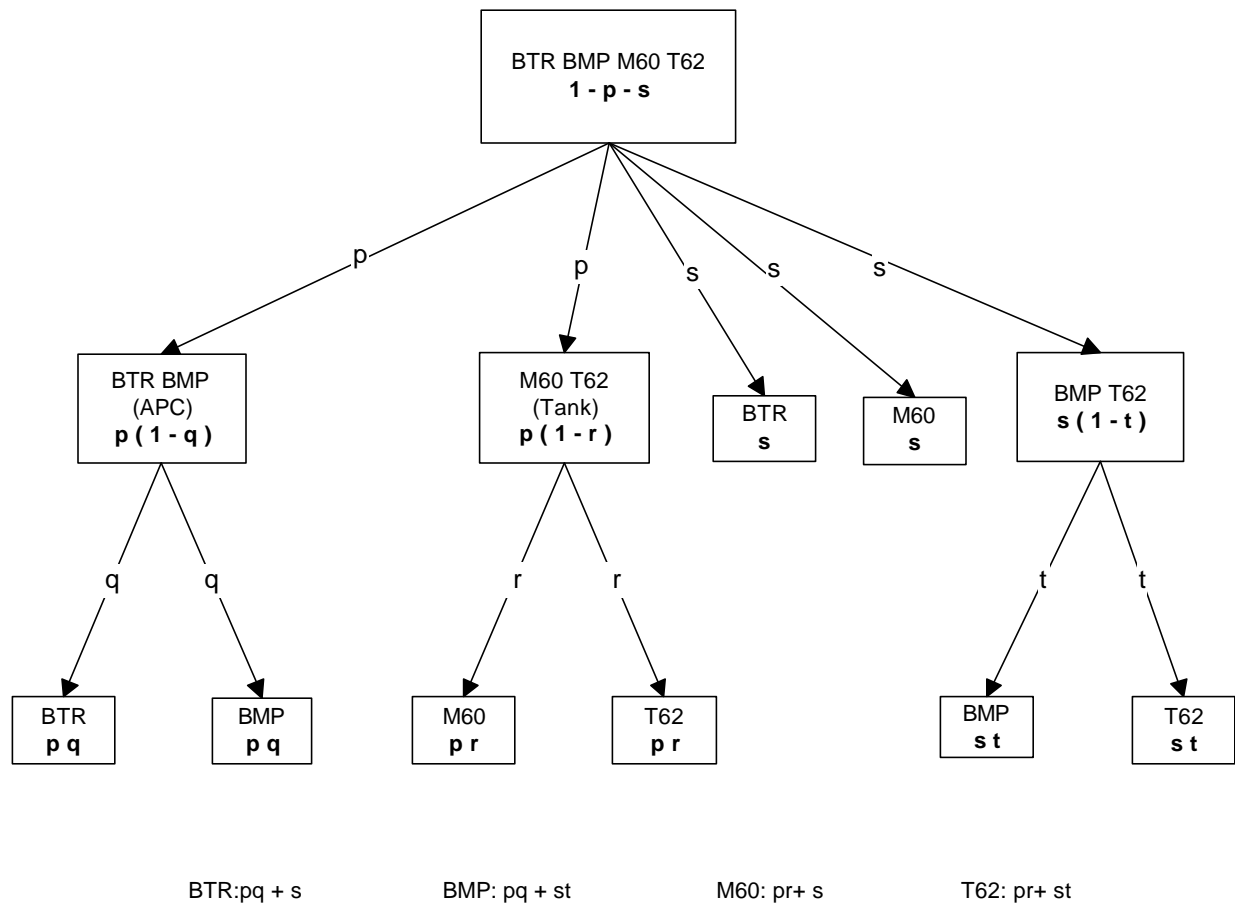 BTR BMP M60 T62
1 - p - s
p
p
s
s
s
BTR BMP
(APC)
p ( 1 - q )
M60 T62
(Tank)
p ( 1 - r )
BTR
s
M60
s
BMP T62
s ( 1 - t )
q
q
r
r
t
t
BTR
p q
BMP
p q
M60
p r
T62
p r
BMP
s t
T62
s t
BTR:pq + s
BMP: pq + st
M60: pr+ s
T62: pr+ st